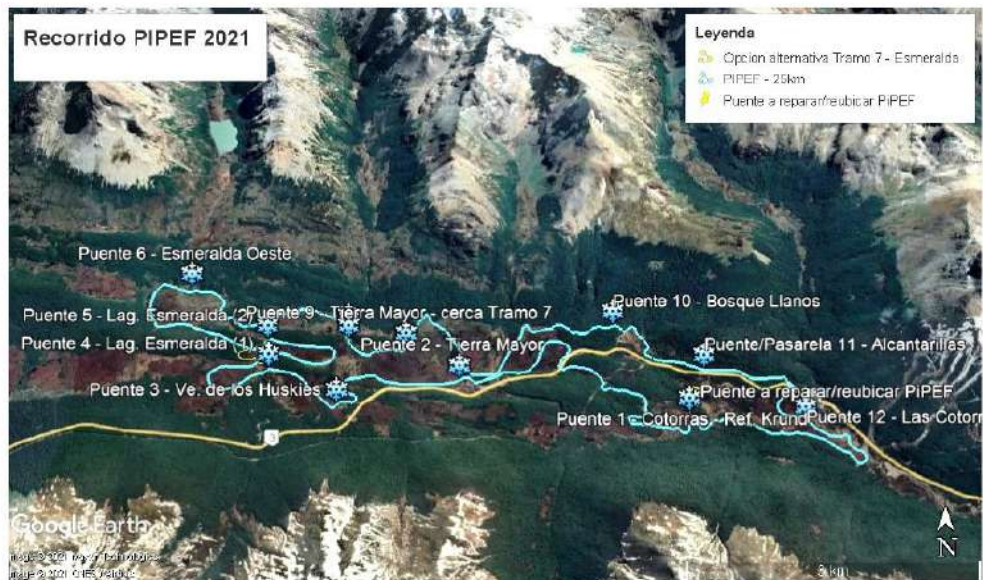 Recorrido PIPEF 2021
Leyenda
Opcion alternativa Tramo 7 - Esmeralda
PIPEF - 25km
Puente a reparar/reubicar PiPEF
Puente 6 - Esmeralda Oeste
Puente 10 - Bosque Llanos
Puente 5 - Lag. Esmeralda (2)
Puente 9 - Tierra Mayor - cerca Tramo 7
Puente 4 - Lag. Esmeralda (1)
Puente 2 - Tierra Mayor
Puente/Pasarela 11 - Alcantarillas
Puente 3 - Ve. de los Huskies
Puente a reparar/reubicar PiPEF
Puente 1 - Cotorras - Ref. Krund
Puente 12 - Las Cotorr
3
Google Earth
N
km